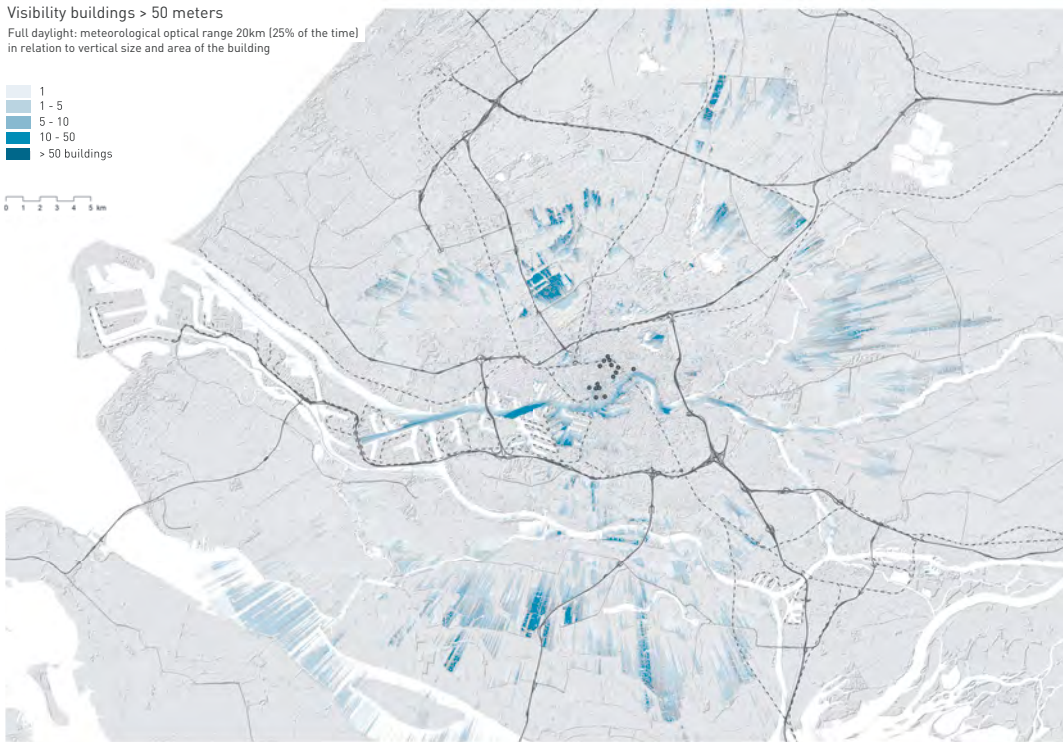 Visibility buildings > 50 meters
Full daylight: meteorological optical range 20km (25% of the time)
in relation to vertical size and area of the building
1
1 - 5
5 - 10
10 - 50
> 50 buildings
0 1 2 3 4 5 km